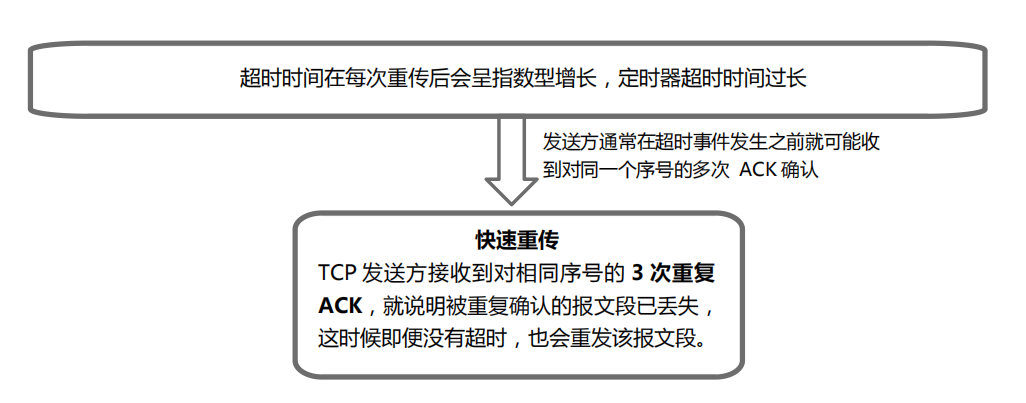 超时时间在每次重传后会呈指数型增长，定时器超时时间过长
发送方通常在超时事件发生之前就可能收
到对同一个序号的多次 ACK 确认
快速重传
TCP 发送方接收到对相同序号的 3 次重复
ACK，就说明被重复确认的报文段已丢失，
这时候即便没有超时，也会重发该报文段。